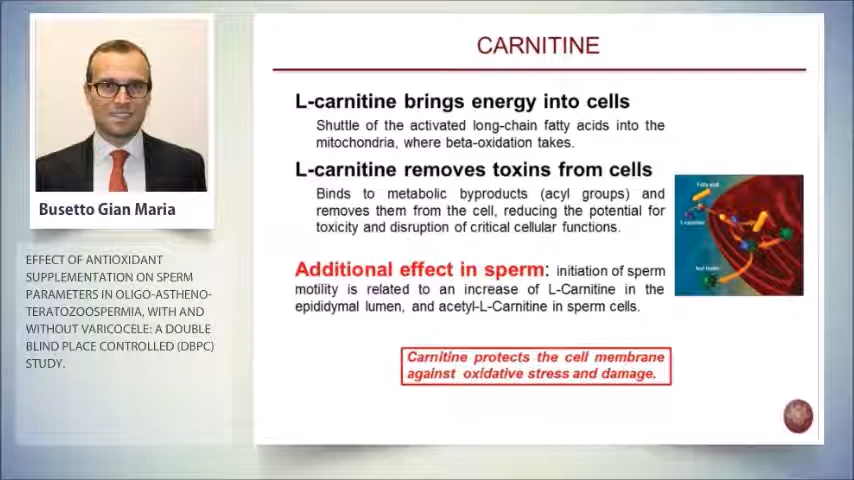 CARNITINE
L-carnitine brings energy into cells
Shuttle of the activated long-chain fatty acids into the
mitochondria, where beta-oxidation takes.
L-carnitine removes toxins from cells
Binds to metabolic byproducts (acyl groups) and
removes them from the cell, reducing the potential for
toxicity and disruption of critical cellular functions.
Additional effect in sperm: initiation of sperm
motility is related to an increase of L-Carnitine in the
epididymal lumen, and acetyl-L-Carnitine in sperm cells.
Carnitine protects the cell membrane
against oxidative stress and damage.
Fatty acid
L-carnitine
Busetto Gian Maria
EFFECT OF ANTIOXIDANT
SUPPLEMENTATION ON SPERM
PARAMETERS IN OLIGO-ASTHENO-
TERATOZOOSPERMIA, WITH AND
WITHOUT VARICOCELE: A DOUBLE
BLIND PLACE CONTROLLED (DBPC)
STUDY.